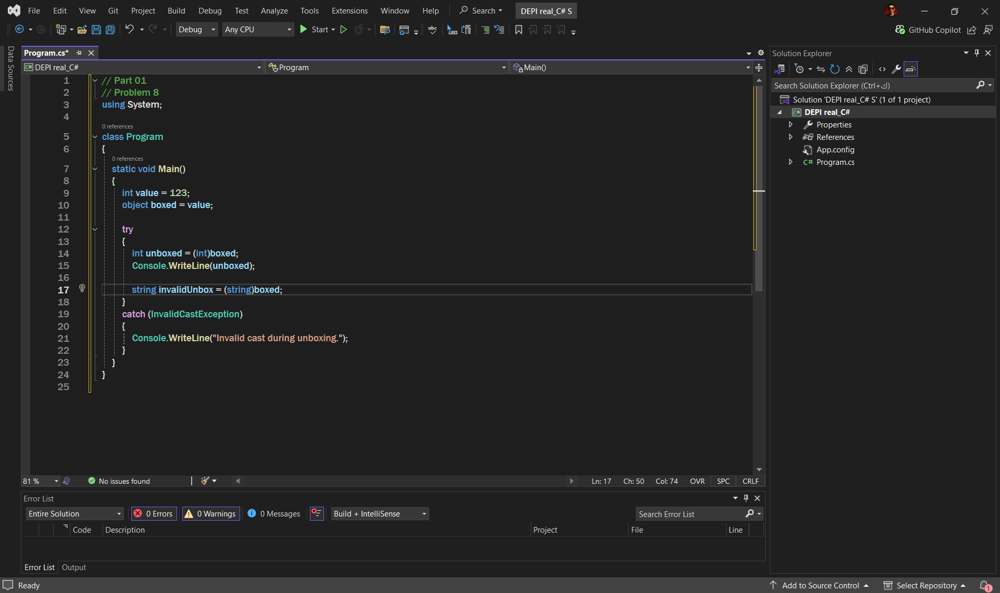 File Edit View Git Project Build Debug Test Analyze Tools Extensions Window Help Search DEPI real_C# S
Debug Any CPU Start abc GitHub Copilot
Data Sources
Program.cs*
DEPI real_C# Program Main()
1 // Part 01
2 // Problem 8
3 using System;
4
0 references
5 class Program
6 {
0 references
7 static void Main()
8 {
9 int value = 123;
10 object boxed = value;
11
12 try
13 {
14 int unboxed = (int)boxed;
15 Console.WriteLine(unboxed);
16
17 string invalidUnbox = (string)boxed;
18 }
19 catch (InvalidCastException)
20 {
21 Console.WriteLine("Invalid cast during unboxing.");
22 }
23 }
24 }
25
81 % No issues found Ln: 17 Ch: 50 Col: 74 OVR SPC CRLF
Error List
Entire Solution 0 Errors 0 Warnings 0 Messages Build + IntelliSense Search Error List
Code Description Project File Line
Error List Output
Solution Explorer
Search Solution Explorer (Ctrl+ك)
Solution 'DEPI real_C# S' (1 of 1 project)
C# DEPI real_C#
Properties
References
App.config
C# Program.cs
Ready Add to Source Control Select Repository 1